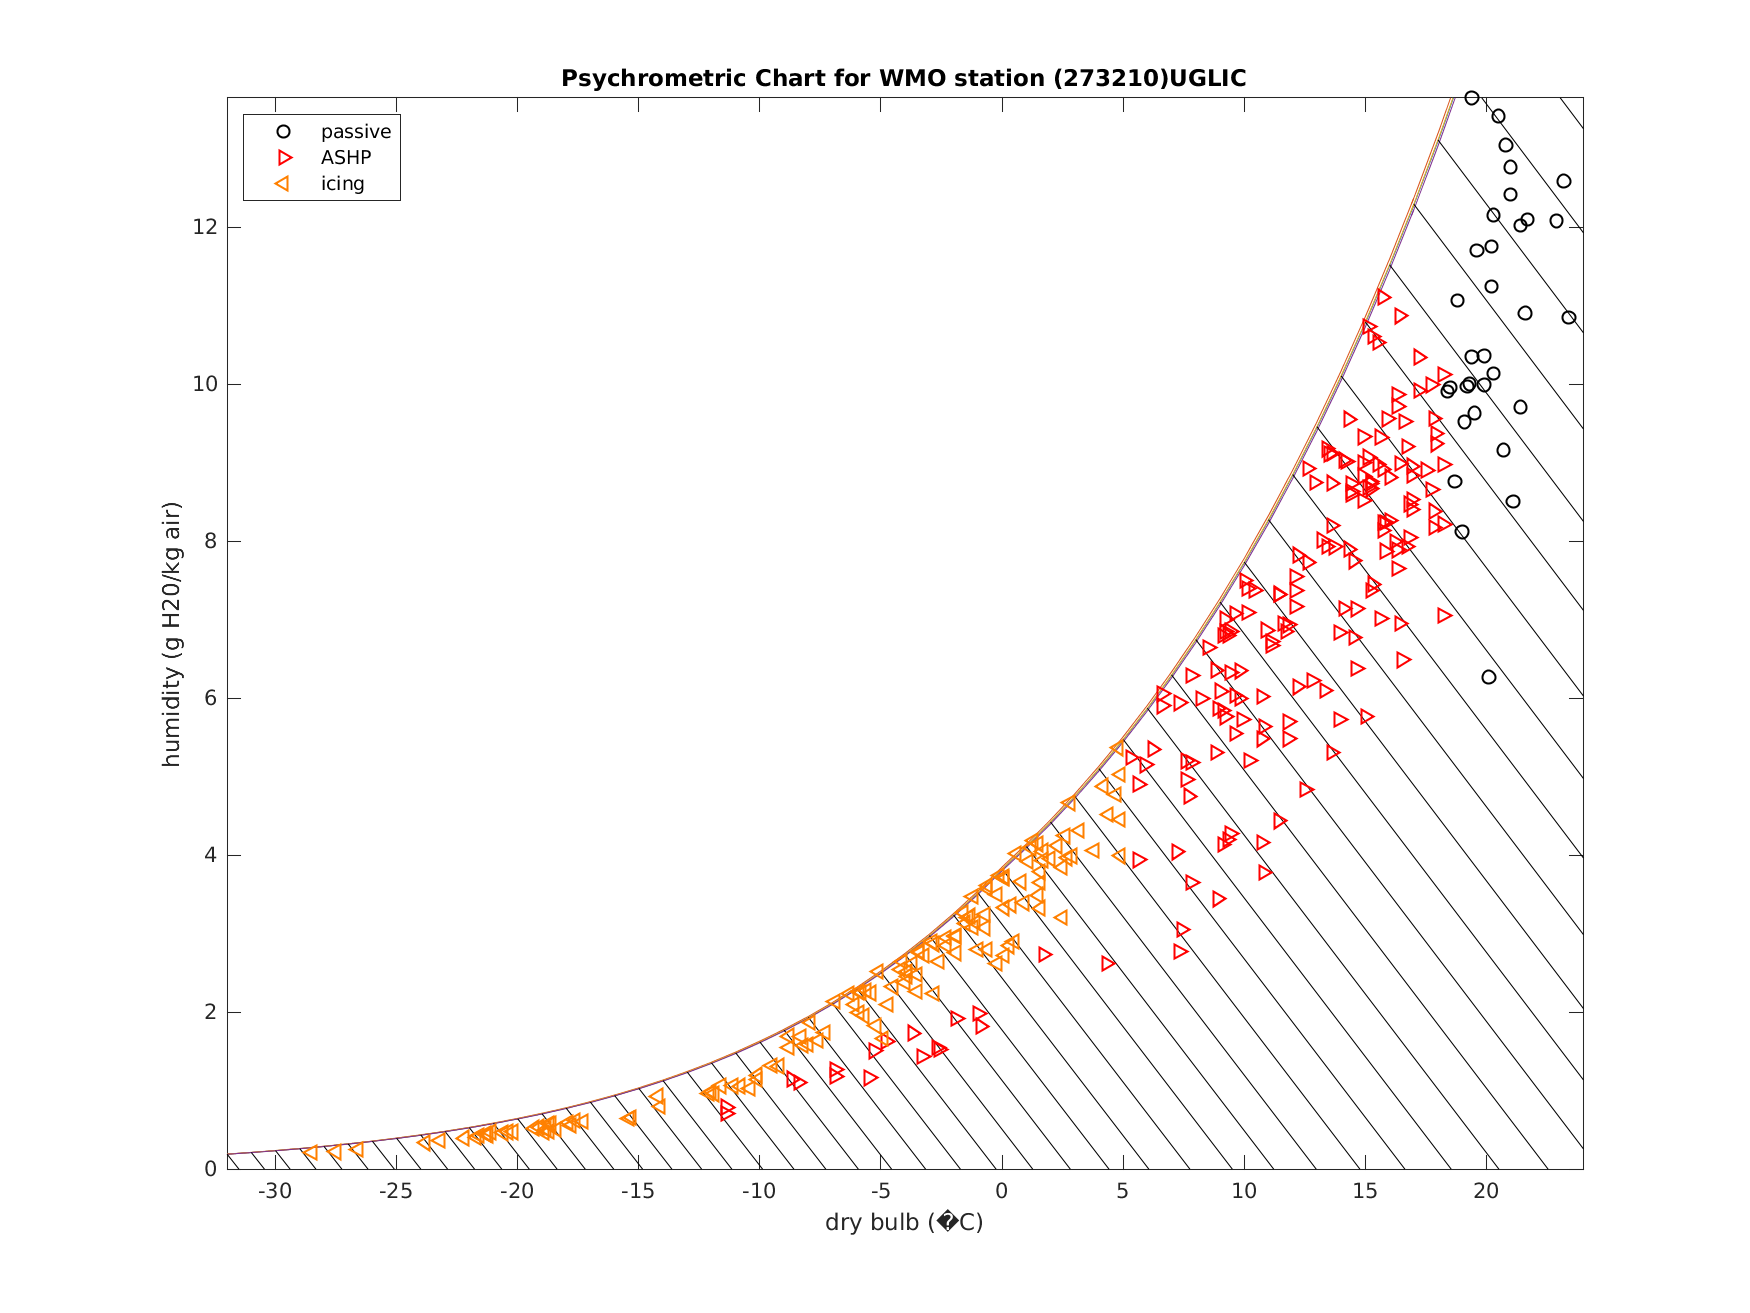 Psychrometric Chart for WMO station (273210)UGLIC
passive
ASHP
icing
humidity (g H20/kg air)
12
10
8
6
4
2
0
-30 -25 -20 -15 -10 -5 0 5 10 15 20
dry bulb (�C)